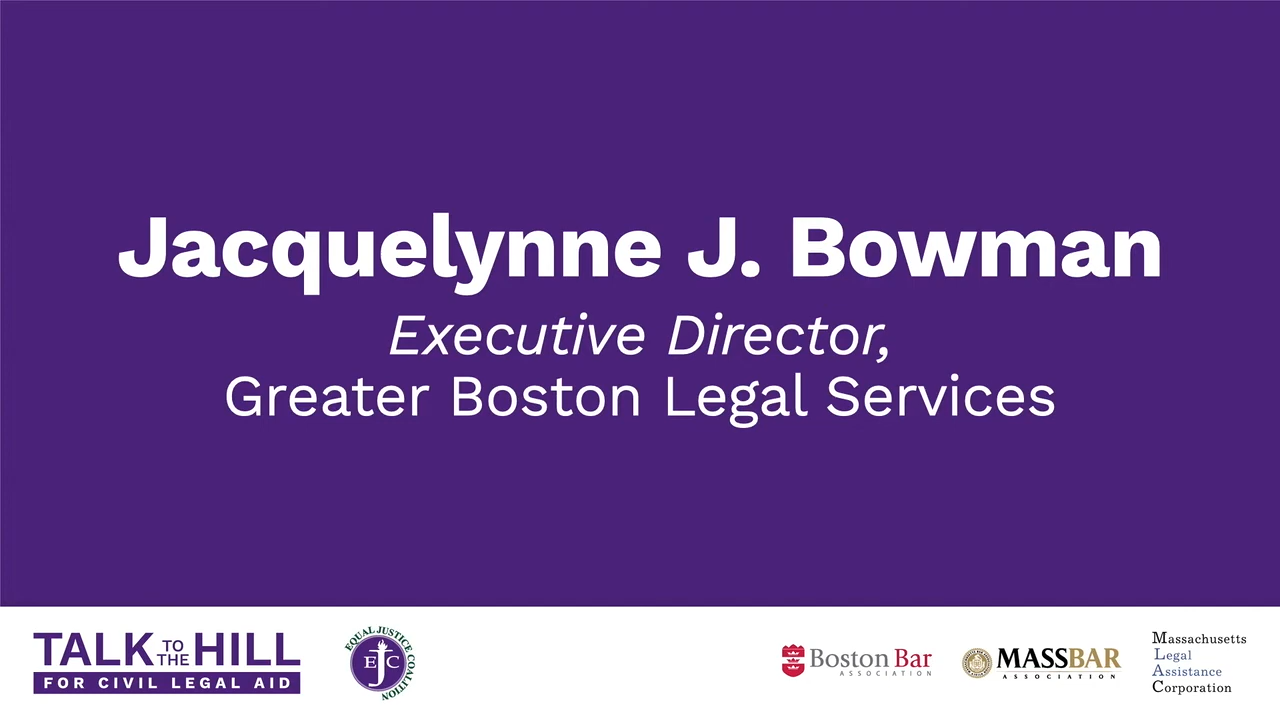 Jacquelynne J. Bowman
Executive Director,
Greater Boston Legal Services
TALK TO THE HILL
FOR CIVIL LEGAL AID
EQUAL JUSTICE COALITION
EJC
Boston Bar
ASSOCIATION
MASSBAR
ASSOCIATION
Massachusetts
Legal
Assistance
Corporation